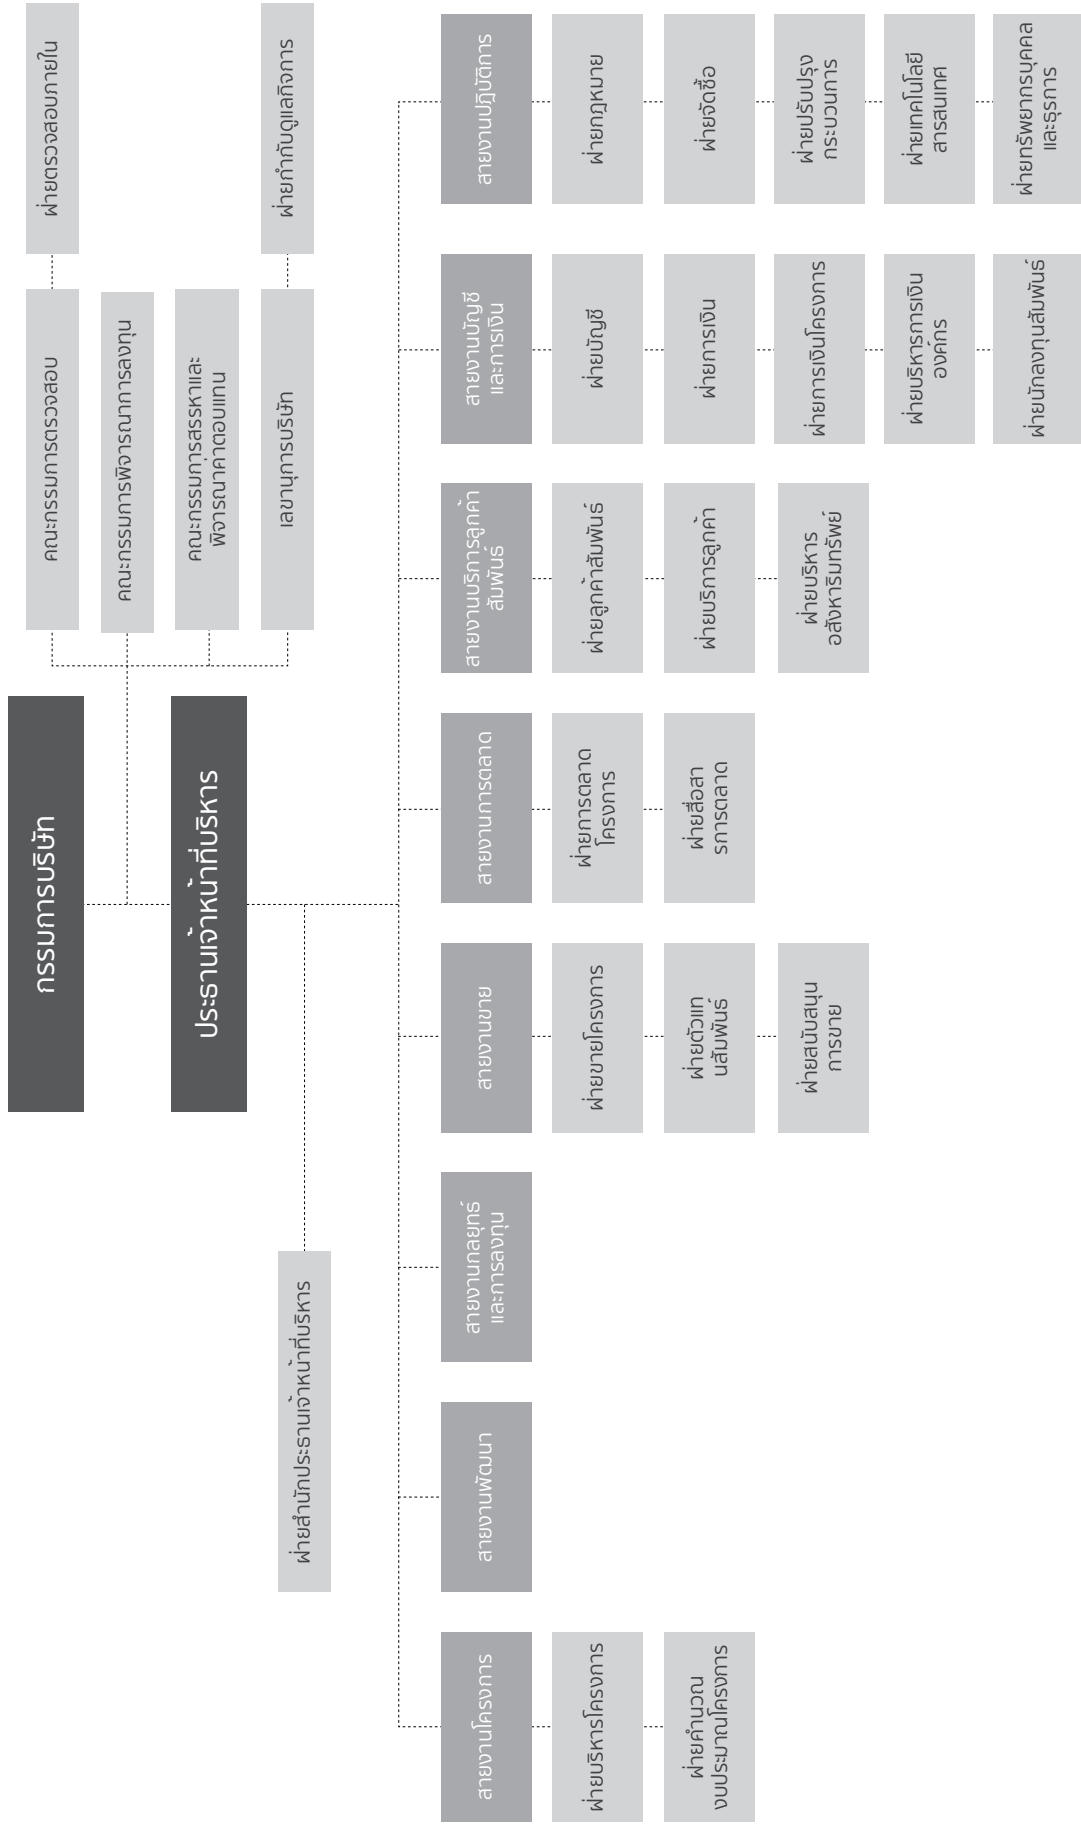 กรรมการบริษัท
คณะกรรมการตรวจสอบ
ฝ่ายตรวจสอบภายใน
คณะกรรมการพิจารณาการลงทุน
คณะกรรมการสรรหาและ
พิจารณาค่าตอบแทน
เลขานุการบริษัท
ฝ่ายกำกับดูแลกิจการ
ประธานเจ้าหน้าที่บริหาร
ฝ่ายสำนักประธานเจ้าหน้าที่บริหาร
สายงานโครงการ
ฝ่ายบริหารโครงการ
ฝ่ายคำนวณ
งบประมาณโครงการ
สายงานพัฒนา
สายงานกลยุทธ์
และการลงทุน
สายงานขาย
ฝ่ายขายโครงการ
ฝ่ายตัวแท
นสัมพันธ์
ฝ่ายสนับสนุน
การขาย
สายงานการตลาด
ฝ่ายการตลาด
โครงการ
ฝ่ายสื่อสา
รการตลาด
สายงานบริการลูกค้า
สัมพันธ์
ฝ่ายลูกค้าสัมพันธ์
ฝ่ายบริการลูกค้า
ฝ่ายบริหาร
อสังหาริมทรัพย์
สายงานบัญชี
และการเงิน
ฝ่ายบัญชี
ฝ่ายการเงิน
ฝ่ายการเงินโครงการ
ฝ่ายบริหารการเงิน
องค์กร
ฝ่ายนักลงทุนสัมพันธ์
สายงานปฏิบัติการ
ฝ่ายกฎหมาย
ฝ่ายจัดซื้อ
ฝ่ายปรับปรุง
กระบวนการ
ฝ่ายเทคโนโลยี
สารสนเทศ
ฝ่ายทรัพยากรบุคคล
และธุรการ